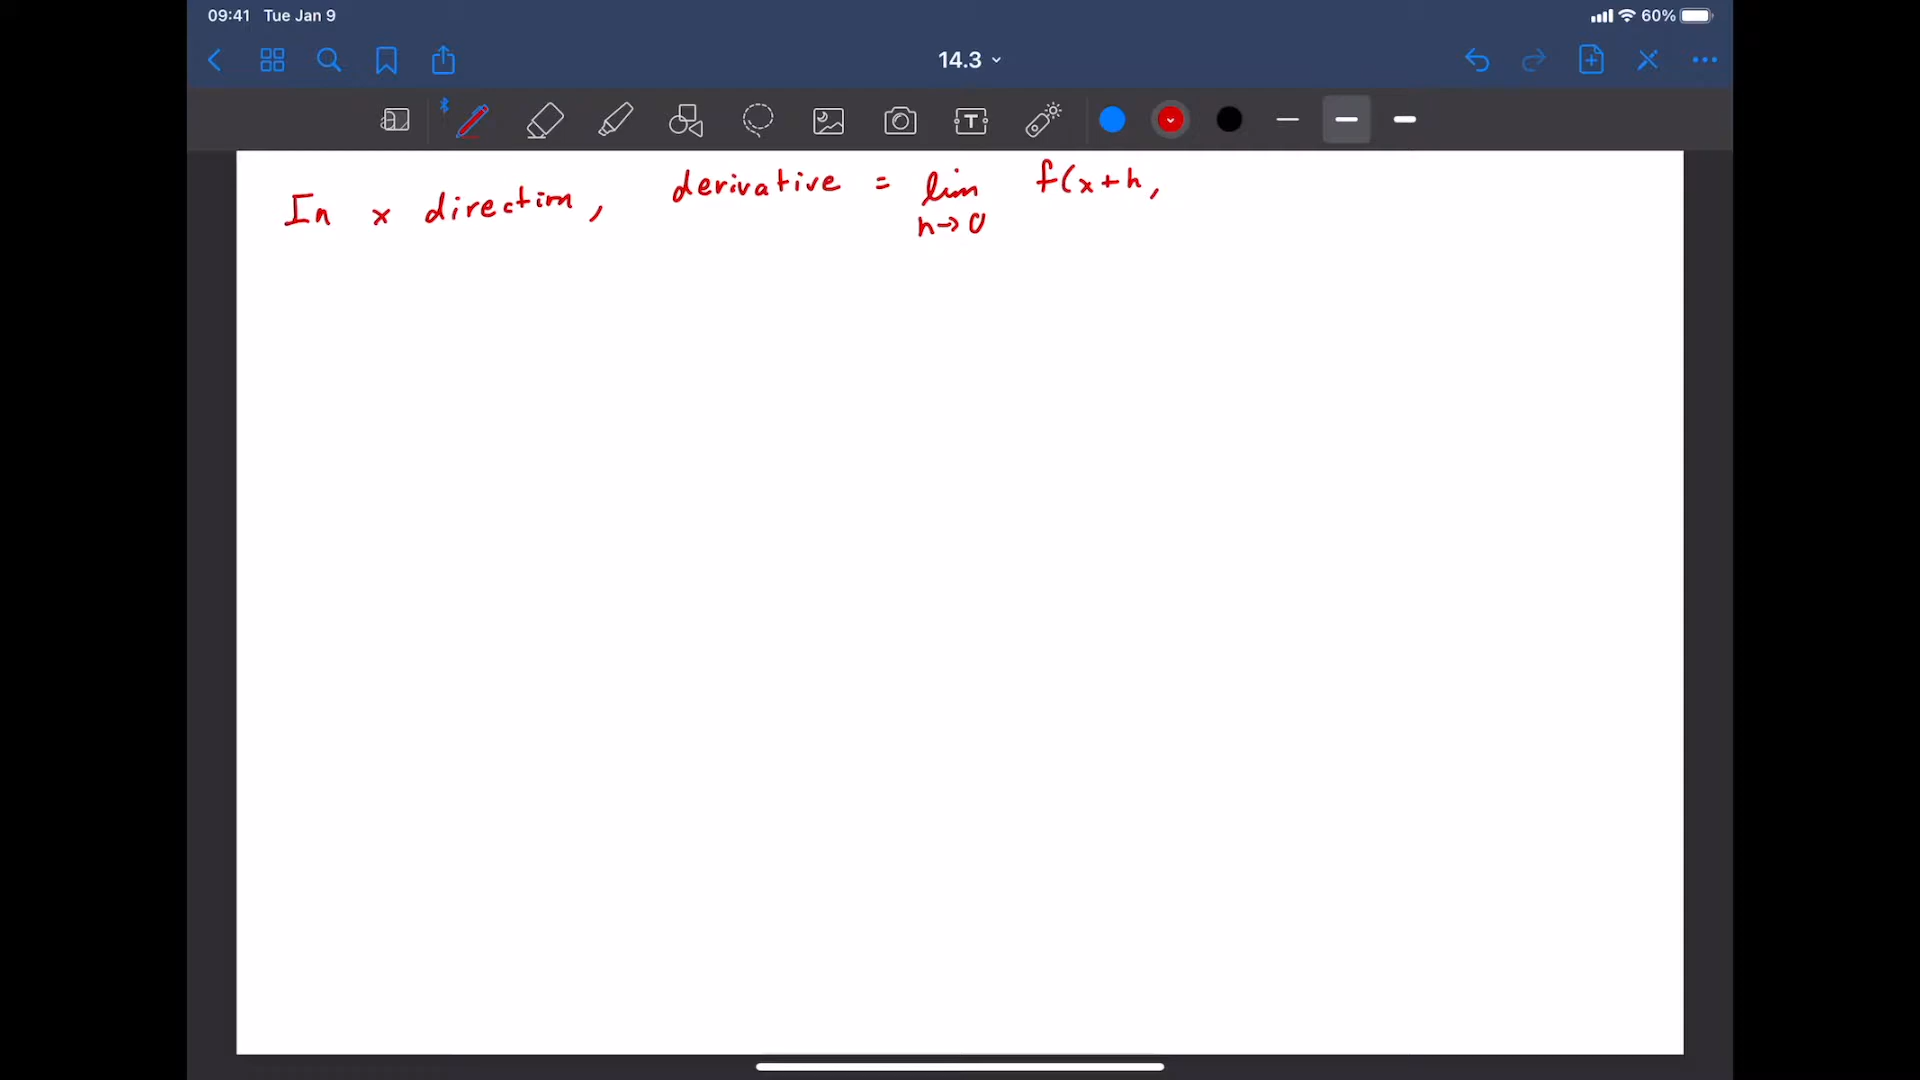 09:41 Tue Jan 9
60%
14.3
In x direction, derivative = lim f(x+h,
h→0